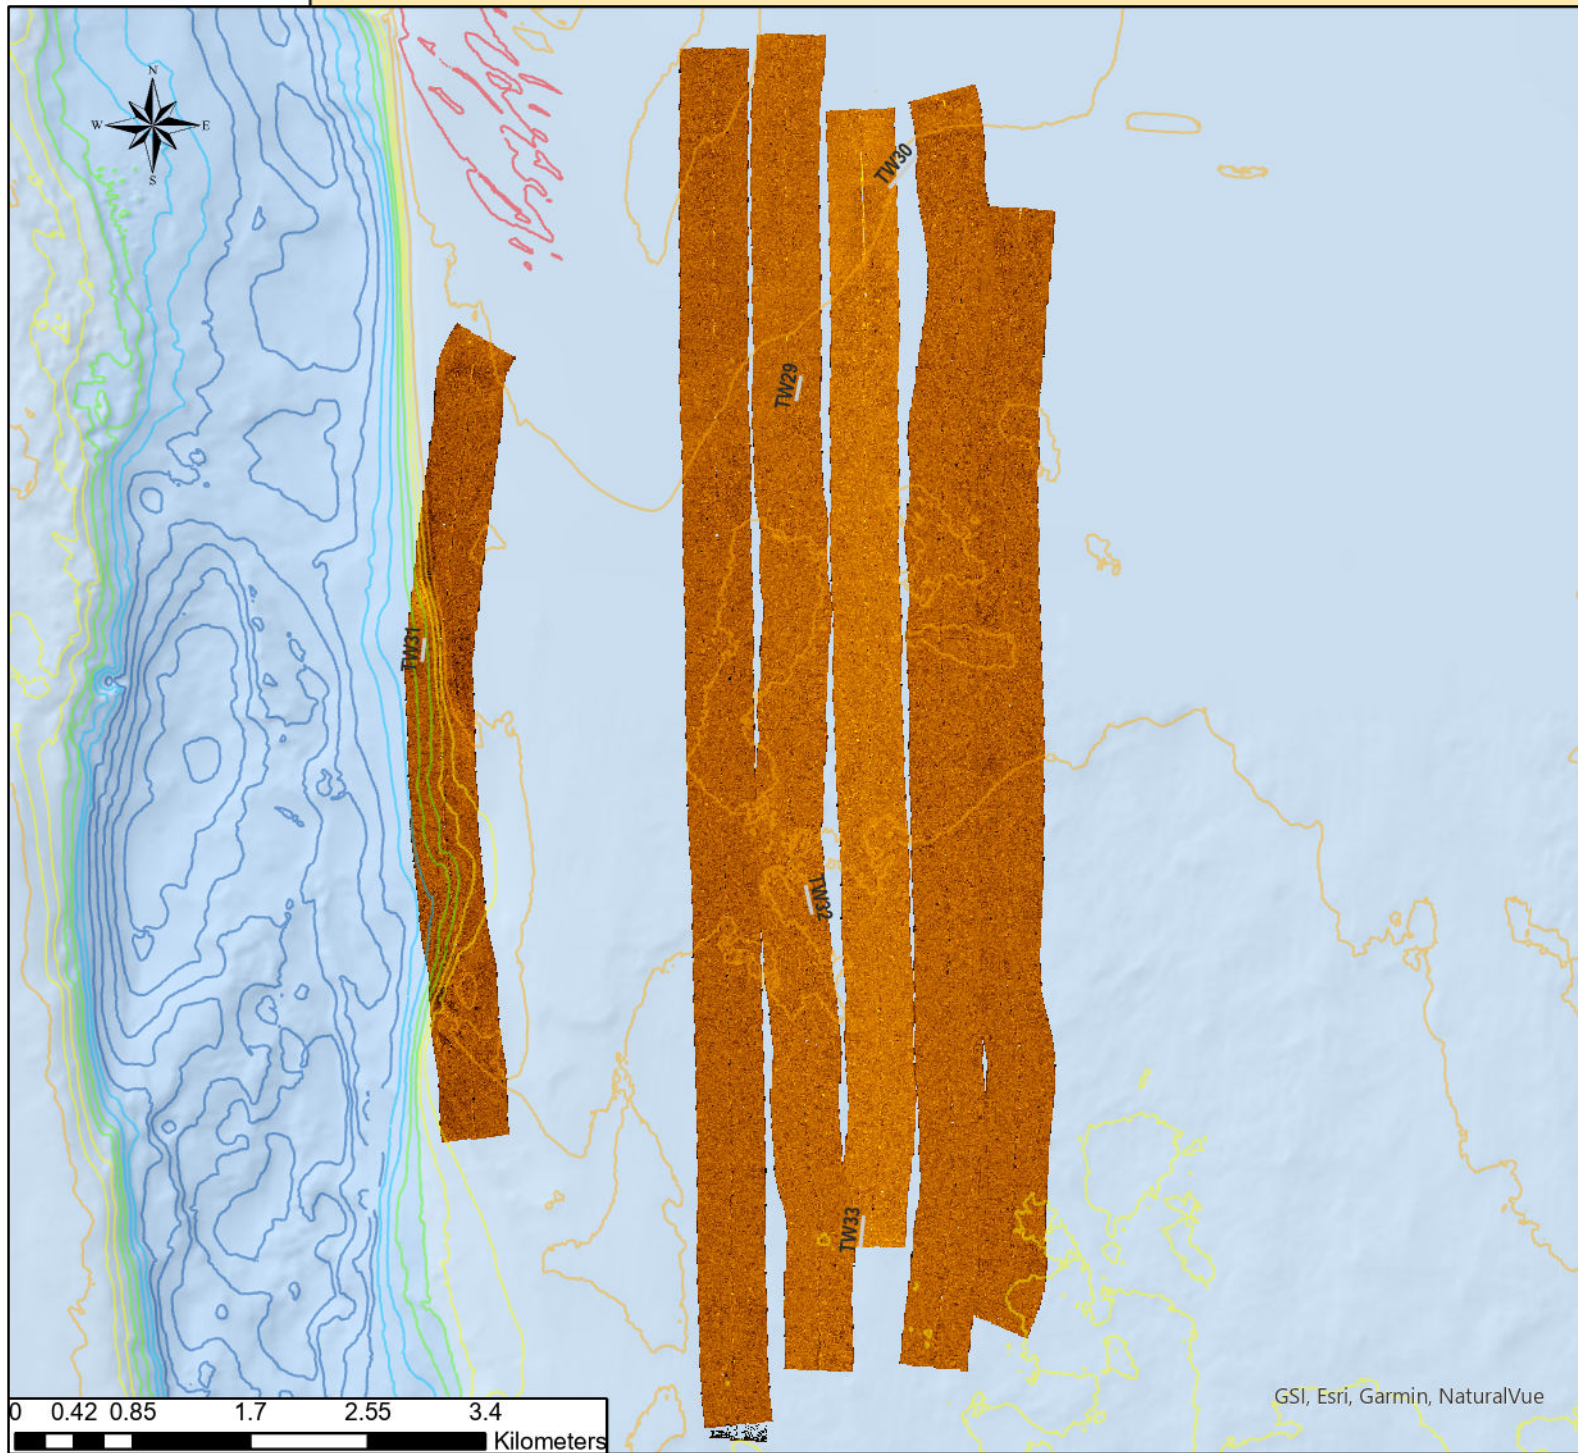 N
W E
S
TW30
TW29
TW31
TW32
TW33
GSI, Esri, Garmin, NaturalVue
0 0.42 0.85 1.7 2.55 3.4
Kilometers